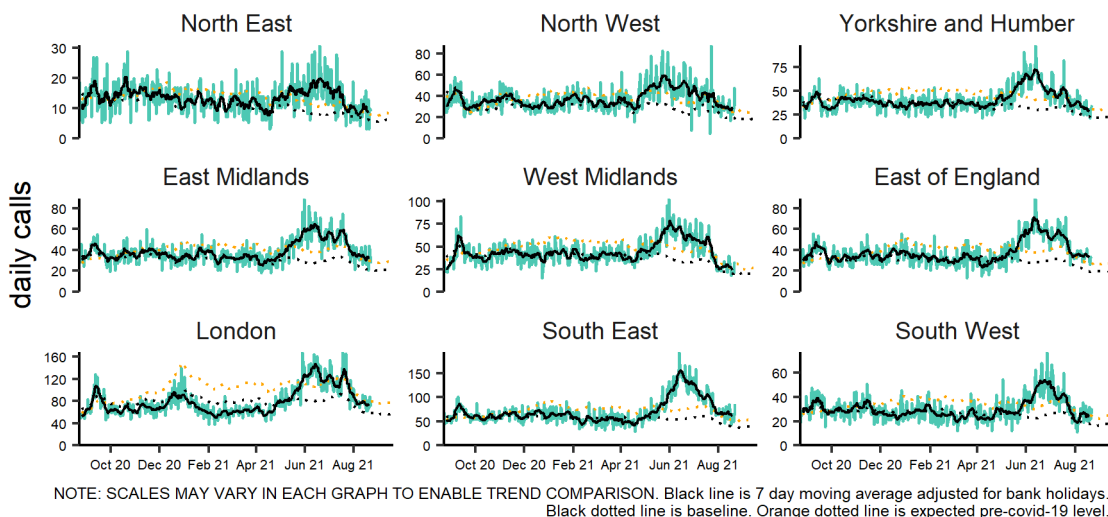 North East
North West
Yorkshire and Humber
30
20
10
0
80
60
40
20
0
75
50
25
0
East Midlands
West Midlands
East of England
daily calls
80
60
40
20
0
100
75
50
25
0
80
60
40
20
0
London
South East
South West
160
120
80
40
0
150
100
50
0
60
40
20
0
Oct 20 Dec 20 Feb 21 Apr 21 Jun 21 Aug 21
Oct 20 Dec 20 Feb 21 Apr 21 Jun 21 Aug 21
Oct 20 Dec 20 Feb 21 Apr 21 Jun 21 Aug 21
NOTE: SCALES MAY VARY IN EACH GRAPH TO ENABLE TREND COMPARISON. Black line is 7 day moving average adjusted for bank holidays.
Black dotted line is baseline. Orange dotted line is expected pre-covid-19 level.